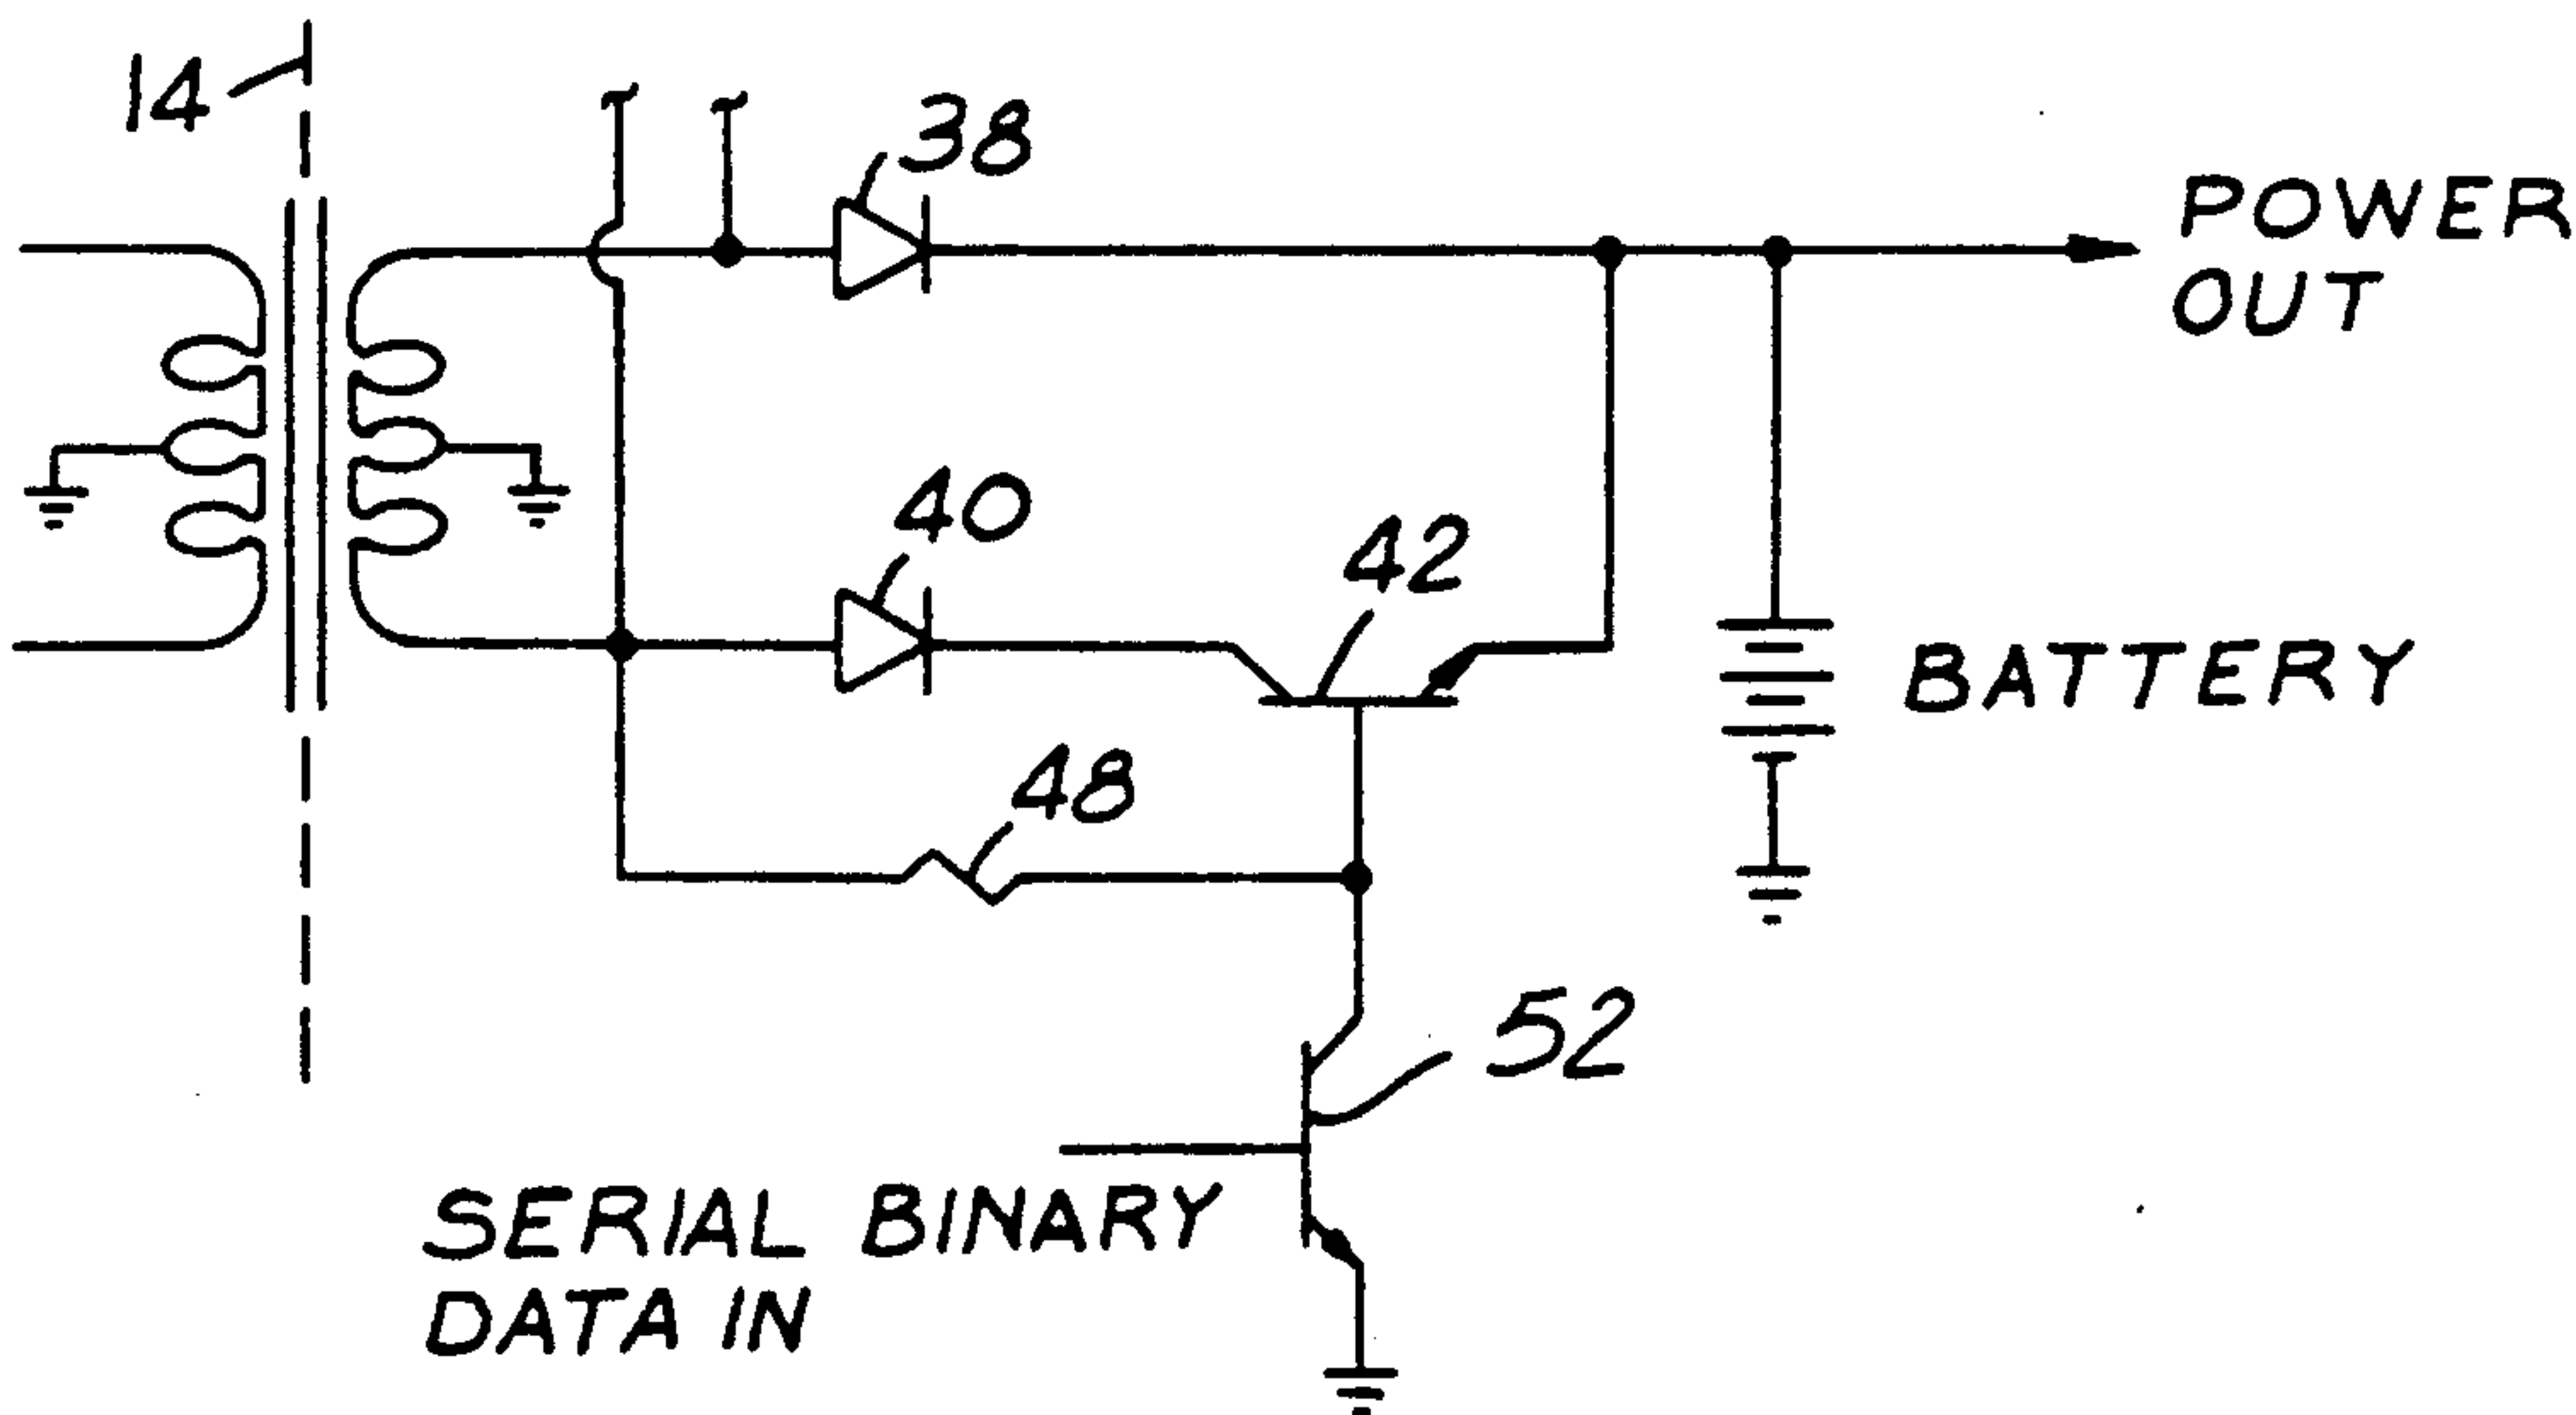 14
38
POWER
OUT
40
42
BATTERY
48
52
SERIAL BINARY
DATA IN